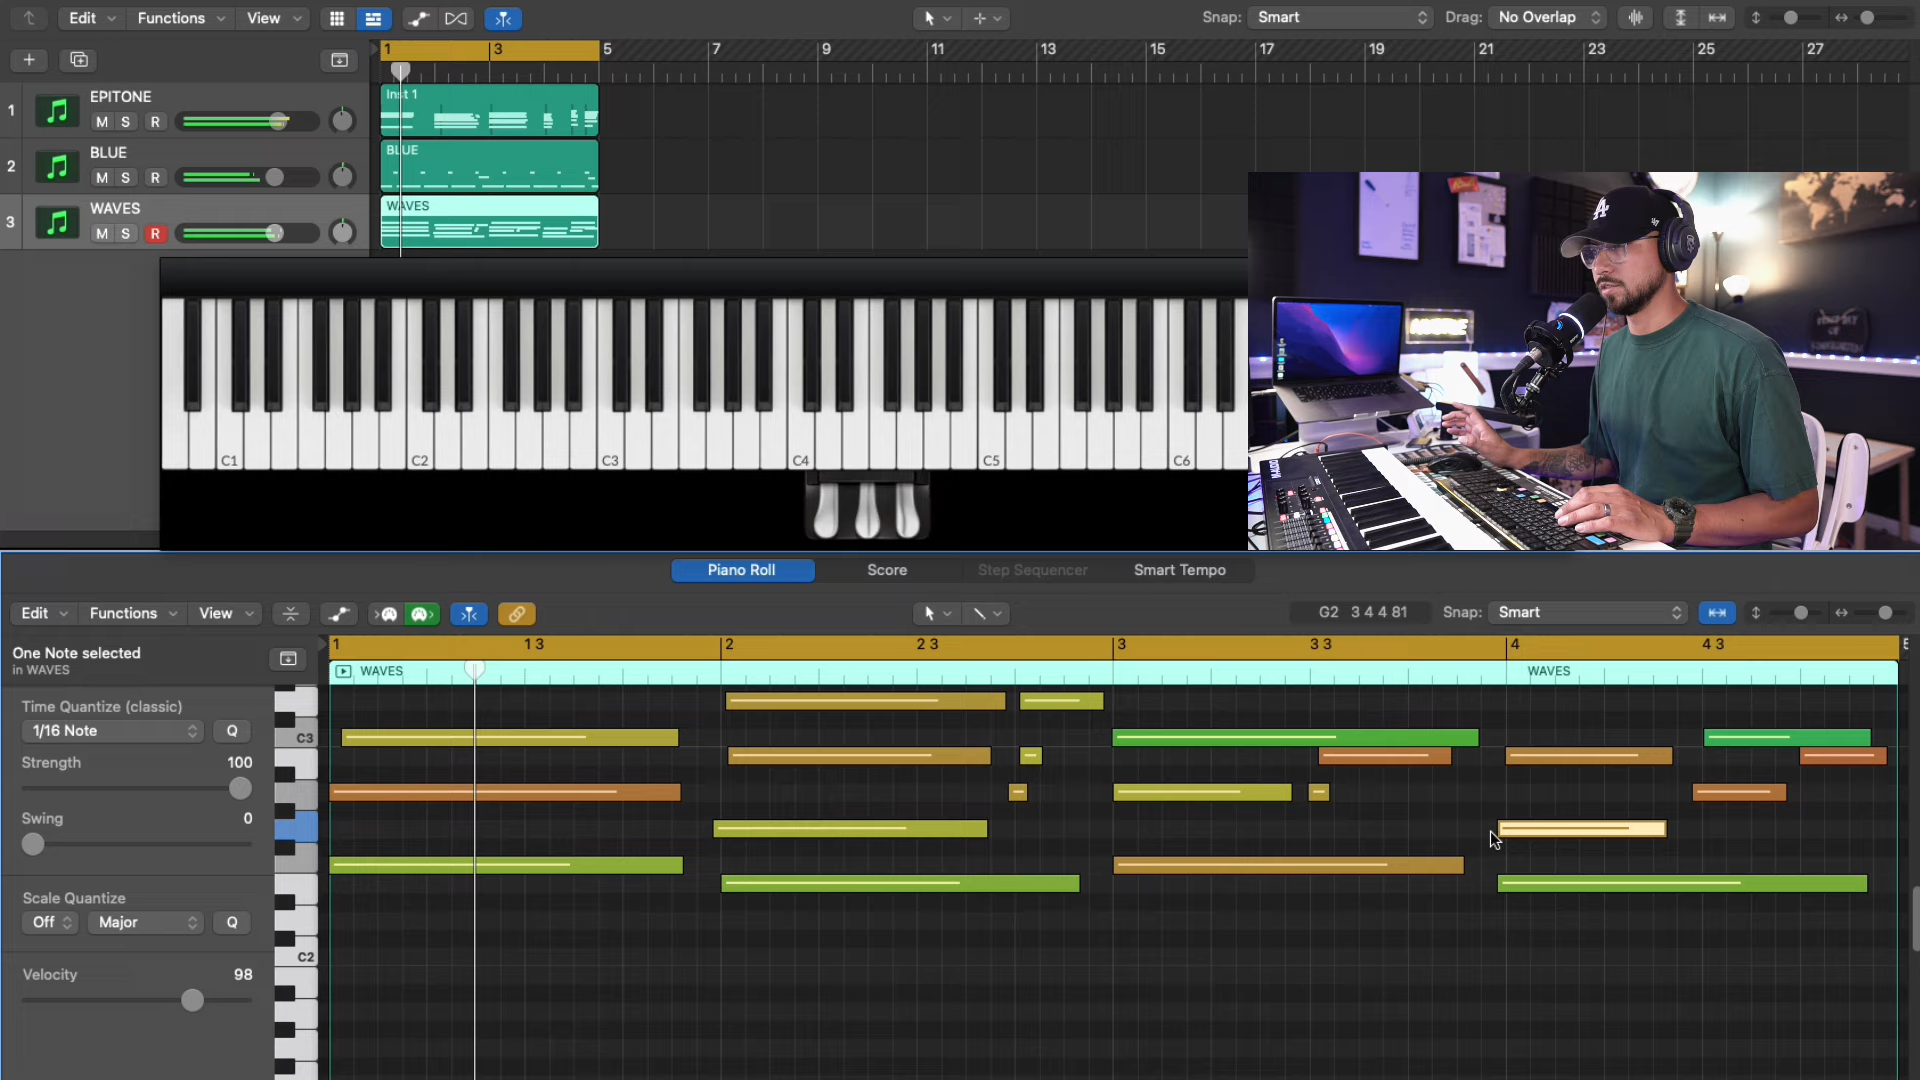 Edit Functions View Snap: Smart Drag: No Overlap
1 3 5 7 9 11 13 15 17 19 21 23 25 27
1 EPITONE
M S R
Inst 1
2 BLUE
M S R
BLUE
3 WAVES
M S R
WAVES
C1 C2 C3 C4 C5 C6
Piano Roll Score Step Sequencer Smart Tempo
Edit Functions View G2 3 4 4 81 Snap: Smart
1 1 3 2 2 3 3 3 3 4 4 3 5
One Note selected
in WAVES
WAVES WAVES
Time Quantize (classic)
1/16 Note Q
C3
Strength 100
Swing 0
Scale Quantize
Off Major Q
C2
Velocity 98